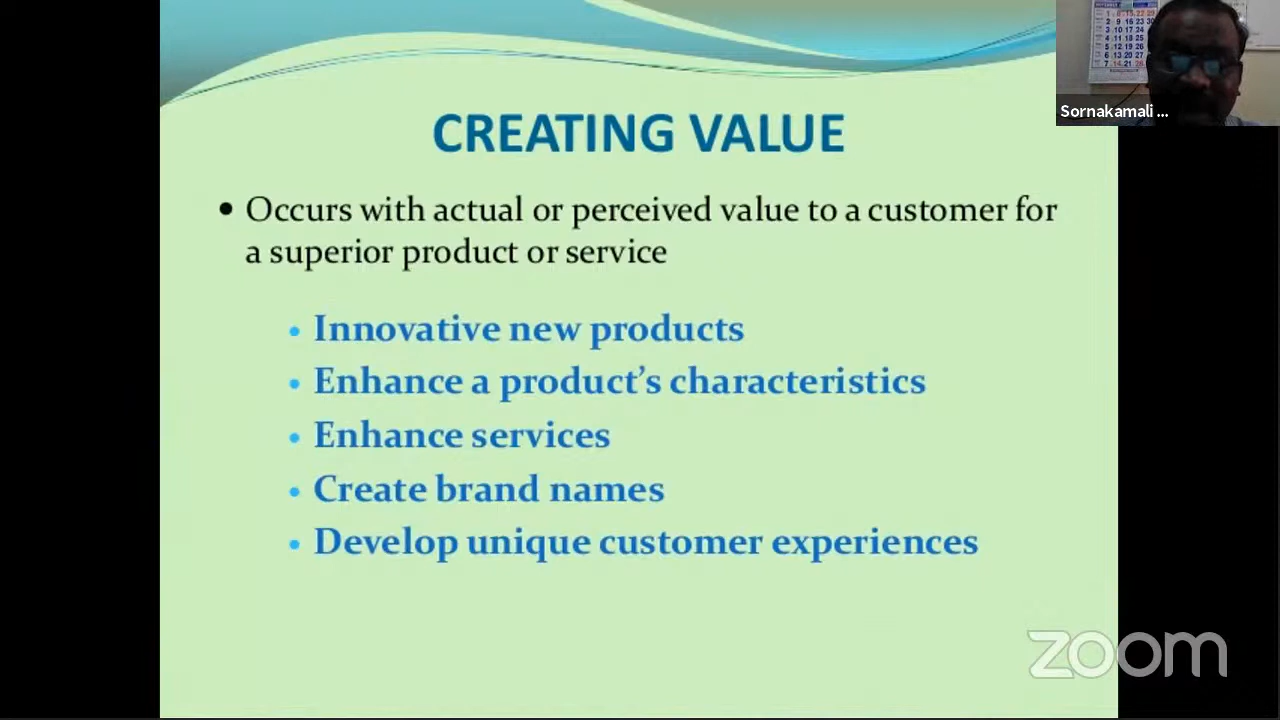 CREATING VALUE
• Occurs with actual or perceived value to a customer for
a superior product or service
• Innovative new products
• Enhance a product’s characteristics
• Enhance services
• Create brand names
• Develop unique customer experiences
Sornakamali ...
zoom